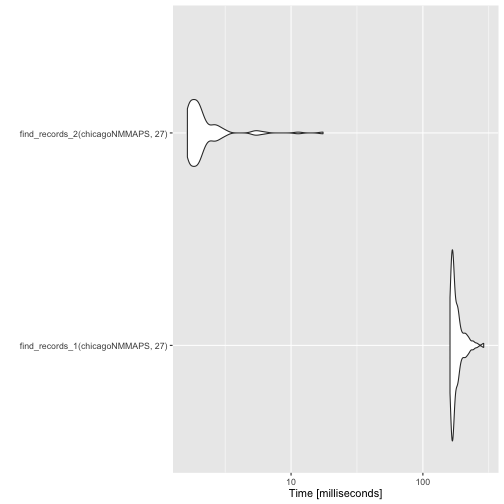 find_records_2(chicagoNMMAPS, 27)
find_records_1(chicagoNMMAPS, 27)
10 100
Time [milliseconds]